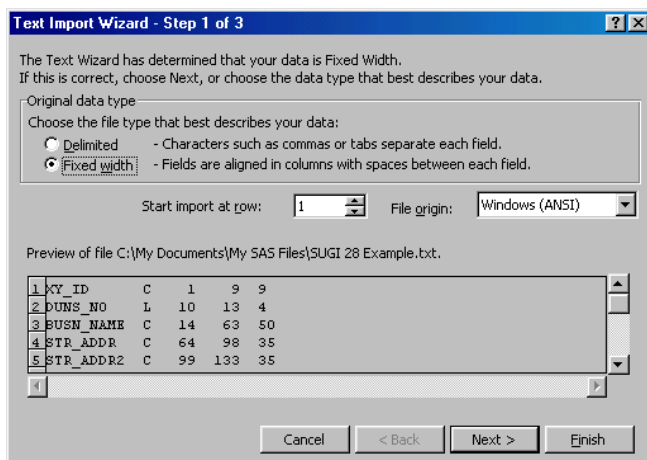 Text Import Wizard - Step 1 of 3
The Text Wizard has determined that your data is Fixed Width.
If this is correct, choose Next, or choose the data type that best describes your data.
Original data type
Choose the file type that best describes your data:
Delimited - Characters such as commas or tabs separate each field.
Fixed width - Fields are aligned in columns with spaces between each field.
Start import at row: 1 File origin: Windows (ANSI)
Preview of file C:\My Documents\My SAS Files\SUGI 28 Example.txt.
1 XY_ID C 1 9 9
2 DUNS_NO L 10 13 4
3 BUSN_NAME C 14 63 50
4 STR_ADDR C 64 98 35
5 STR_ADDR2 C 99 133 35
Cancel < Back Next > Finish